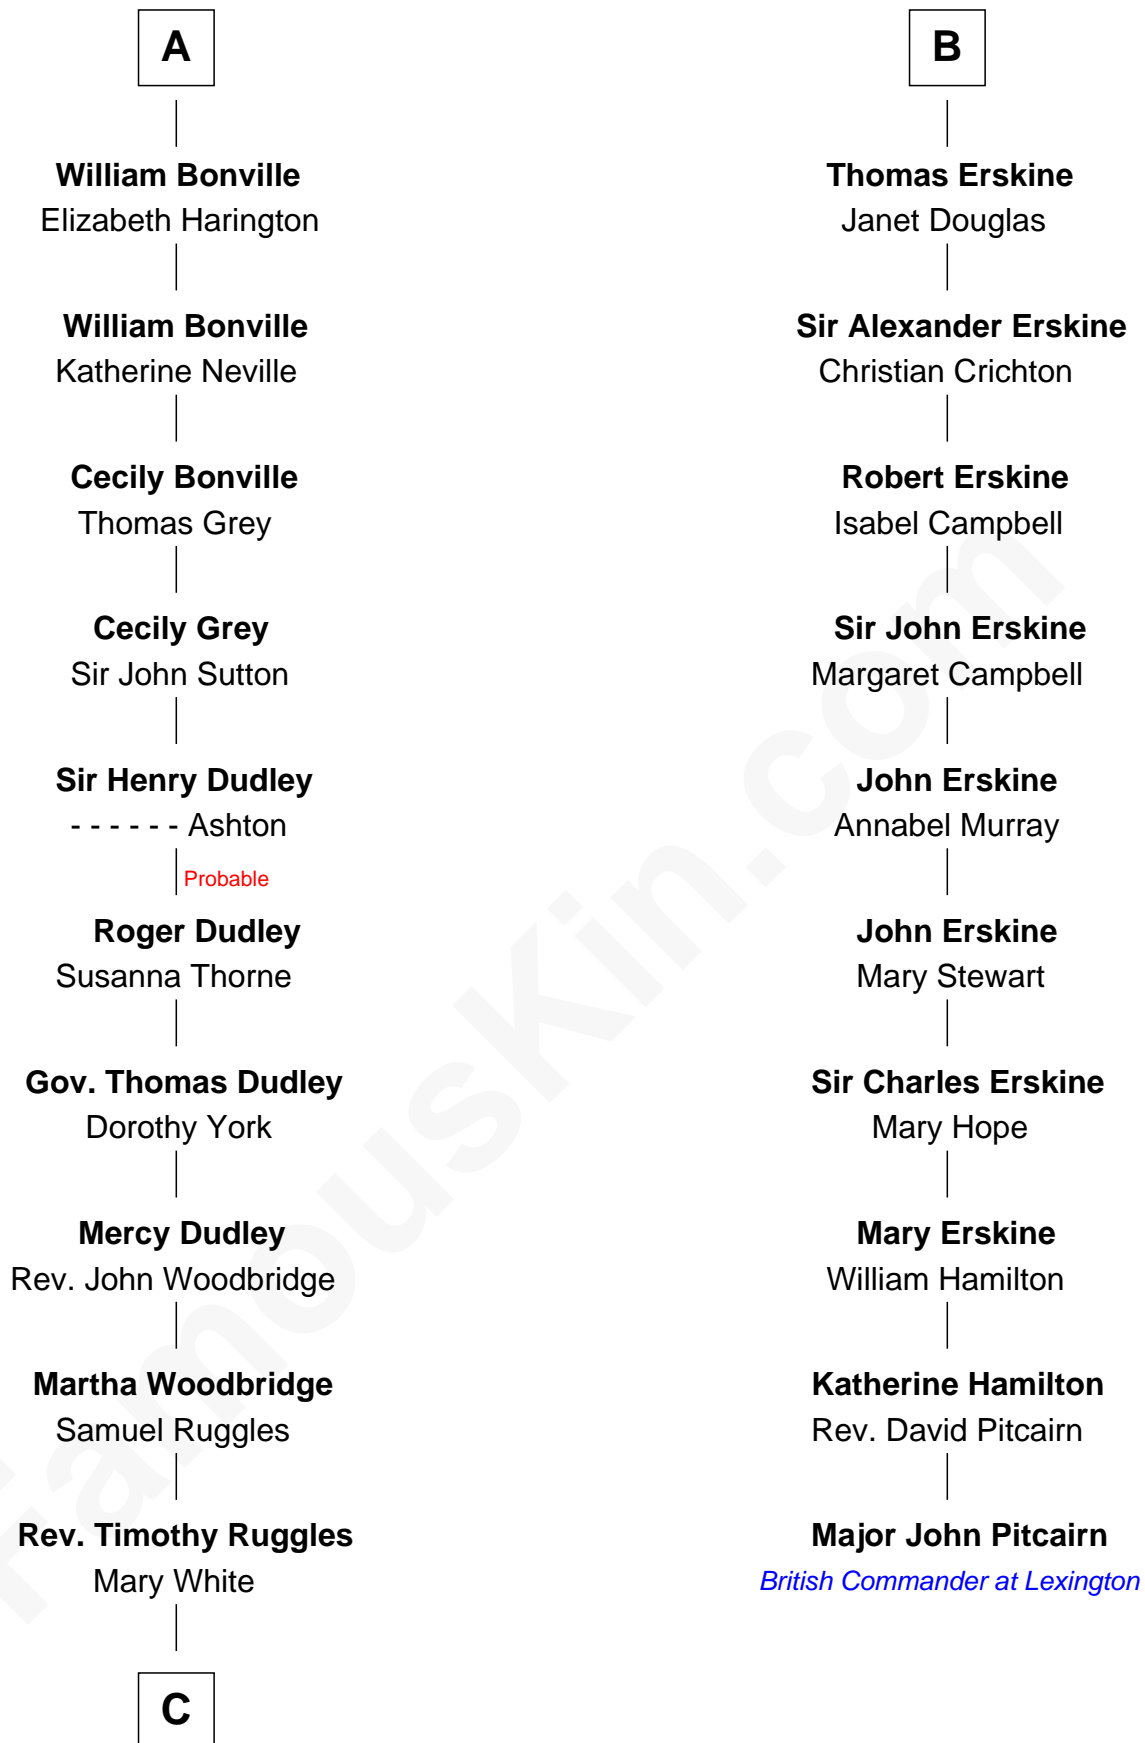 A
William Bonville
Elizabeth Harington
William Bonville
Katherine Neville
Cecily Bonville
Thomas Grey
Cecily Grey
Sir John Sutton
Sir Henry Dudley
- - - - - - Ashton
Probable
Roger Dudley
Susanna Thorne
Gov. Thomas Dudley
Dorothy York
Mercy Dudley
Rev. John Woodbridge
Martha Woodbridge
Samuel Ruggles
Rev. Timothy Ruggles
Mary White
C
B
Thomas Erskine
Janet Douglas
Sir Alexander Erskine
Christian Crichton
Robert Erskine
Isabel Campbell
Sir John Erskine
Margaret Campbell
John Erskine
Annabel Murray
John Erskine
Mary Stewart
Sir Charles Erskine
Mary Hope
Mary Erskine
William Hamilton
Katherine Hamilton
Rev. David Pitcairn
Major John Pitcairn
British Commander at Lexington
FamousKin.com